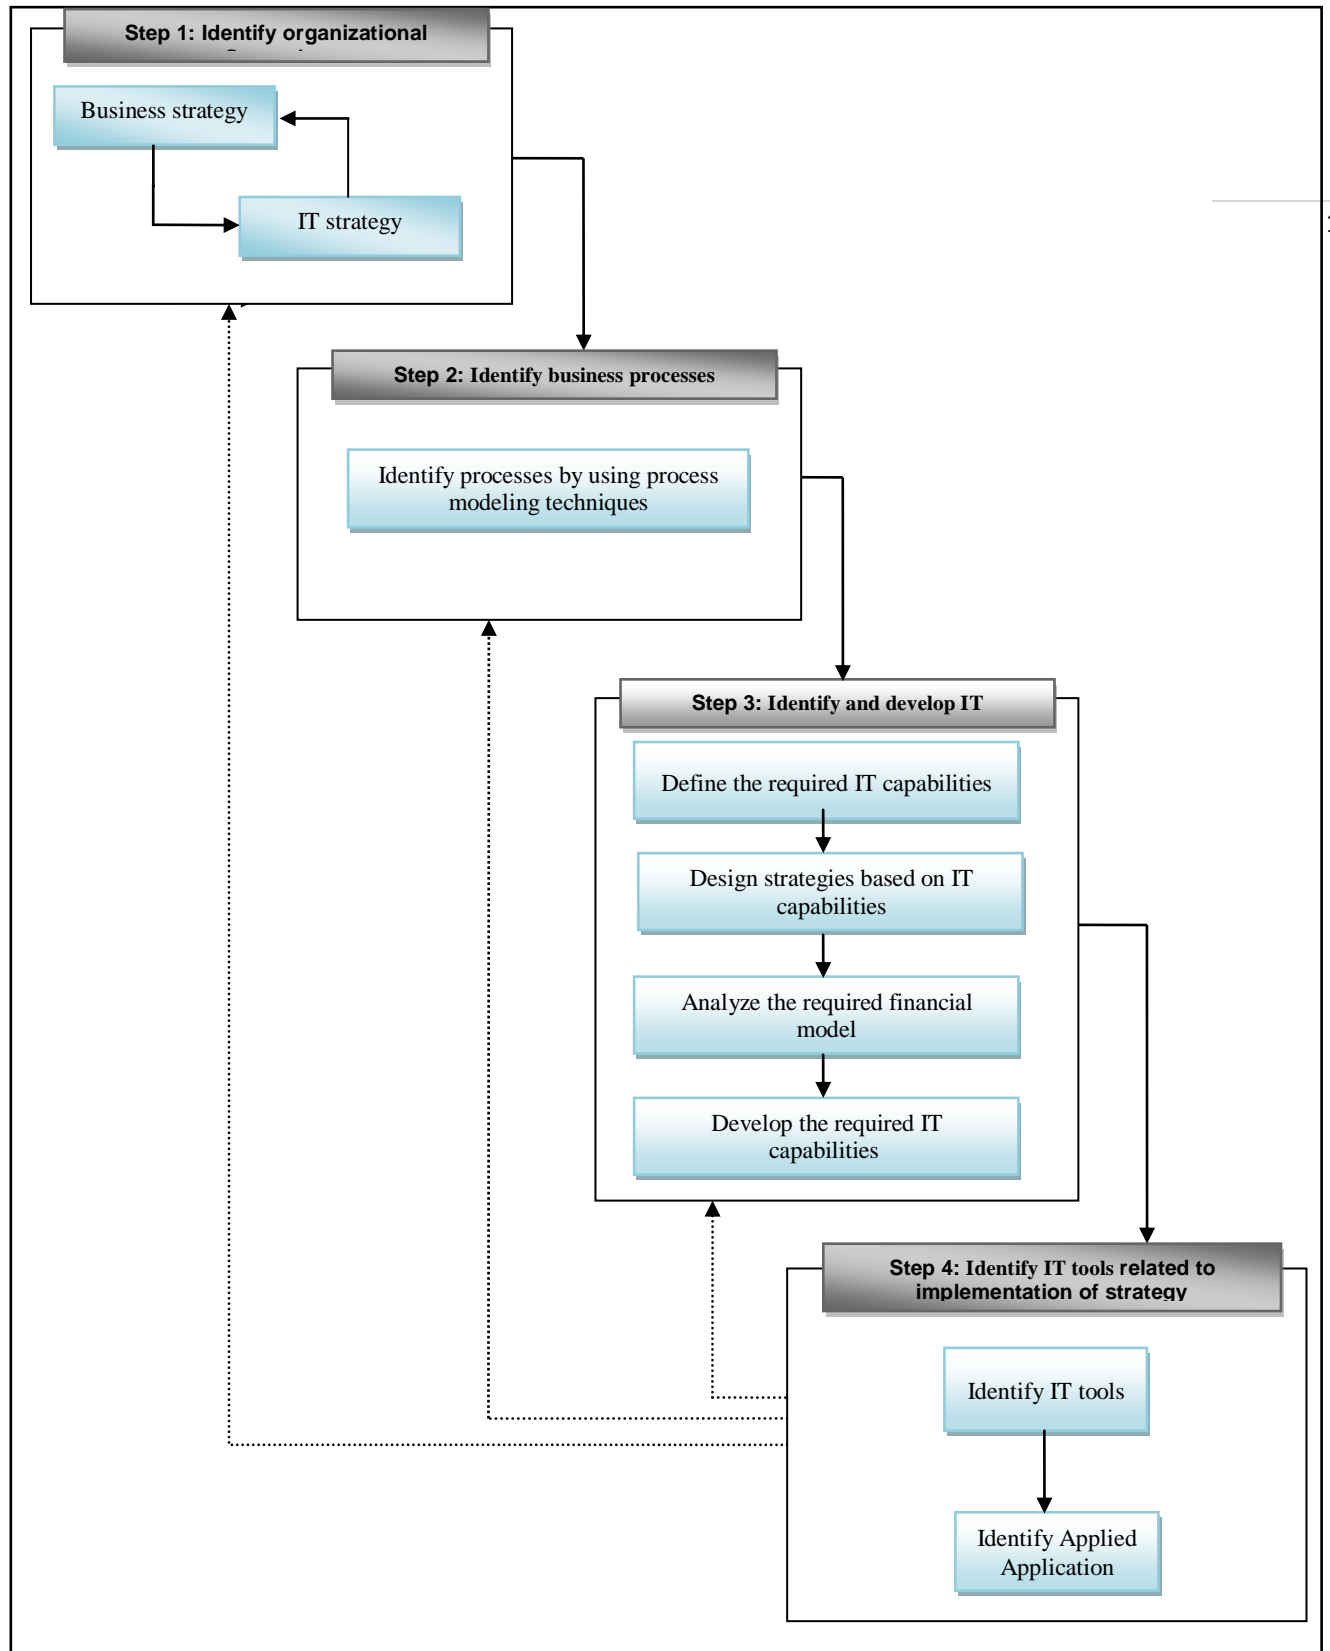 Step 1: Identify organizational
Business strategy
IT strategy
Step 2: Identify business processes
Identify processes by using process
modeling techniques
Step 3: Identify and develop IT
Define the required IT capabilities
Design strategies based on IT
capabilities
Analyze the required financial
model
Develop the required IT
capabilities
Step 4: Identify IT tools related to
implementation of strategy
Identify IT tools
Identify Applied
Application